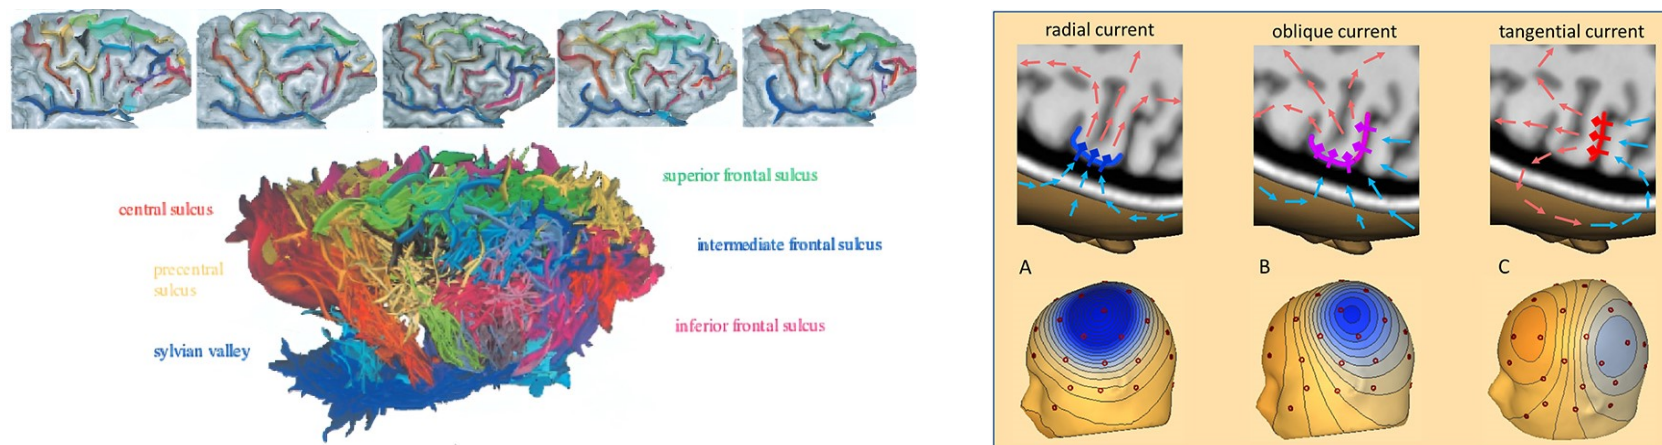 superior frontal sulcus
central sulcus
intermediate frontal sulcus
precentral
sulcus
inferior frontal sulcus
sylvian valley
radial current
oblique current
tangential current
A
B
C